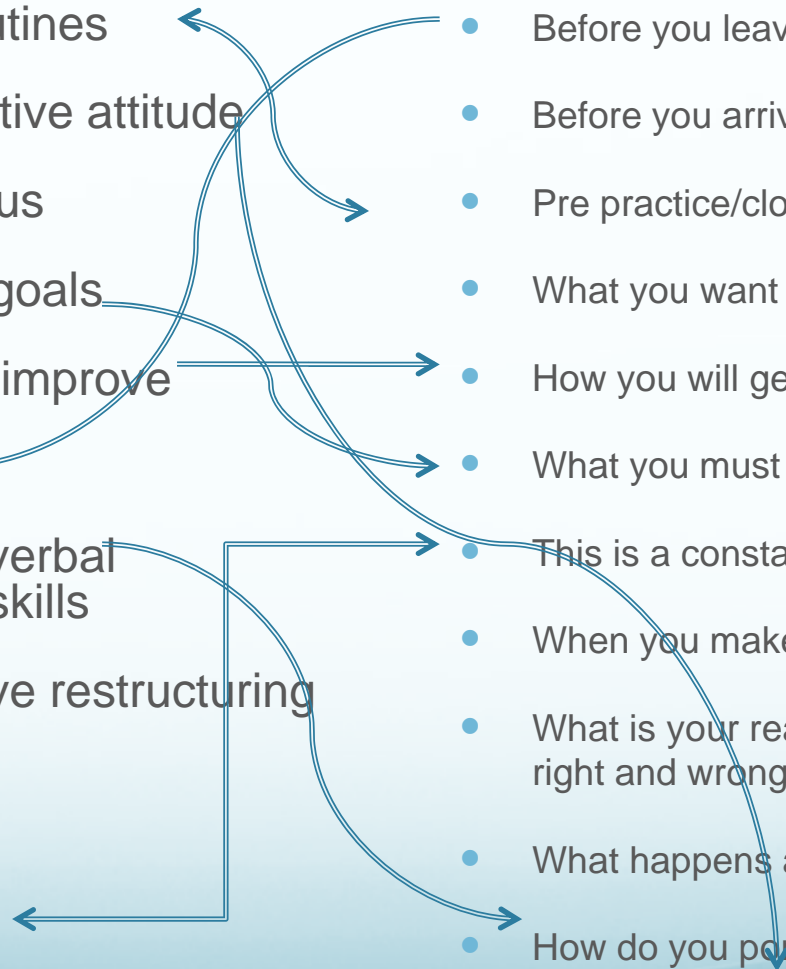 utines
tive attitude
us
goals
improve
verbal
skills
ve restructuring
Before you leav
Before you arriv
Pre practice/clo
What you want
How you will ge
What you must
This is a consta
When you make
What is your rea
right and wrong
What happens a
How do you por